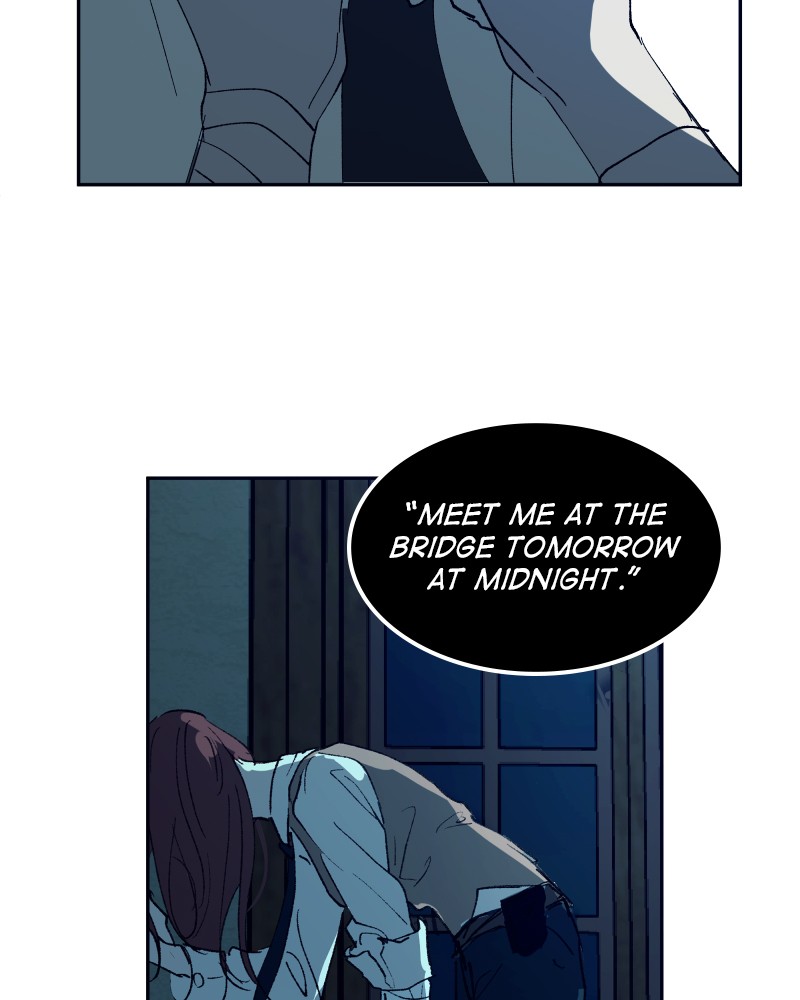 “MEET ME AT THE
BRIDGE TOMORROW
AT MIDNIGHT.”